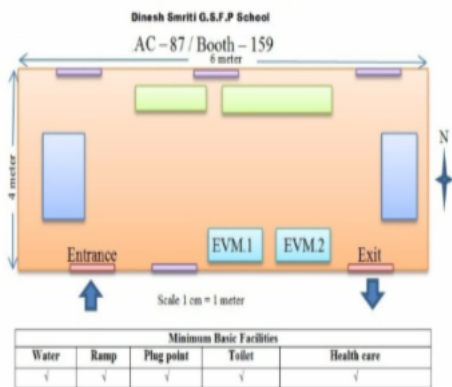 Dinesh Smriti G.S.F.P School
AC – 87 / Booth – 159
6 meter
4 meter
N
EVM.1 EVM.2
Entrance Exit
Scale 1 cm = 1 meter
Minimum Basic Facilities
Water Ramp Plug point Toilet Health care
√ √ √ √ √